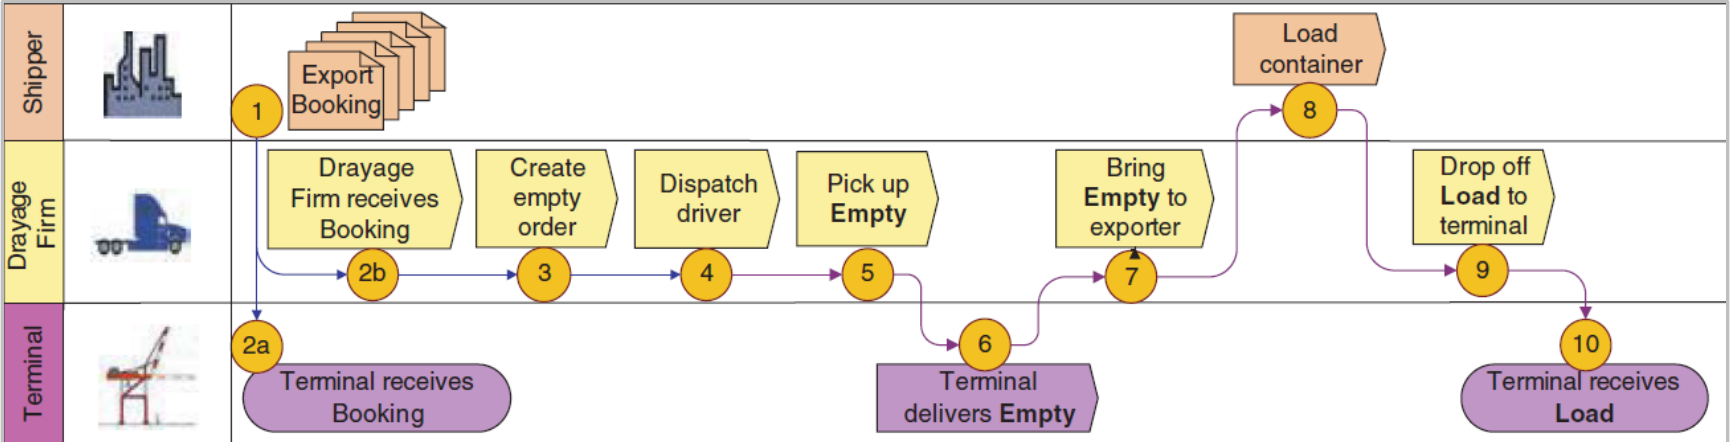 Shipper
Export
Booking
1
Load
container
8
Drayage
Firm
Drayage
Firm receives
Booking
2b
Create
empty
order
3
Dispatch
driver
4
Pick up
Empty
5
Bring
Empty to
exporter
7
Drop off
Load to
terminal
9
Terminal
2a
Terminal receives
Booking
6
Terminal
delivers Empty
10
Terminal receives
Load